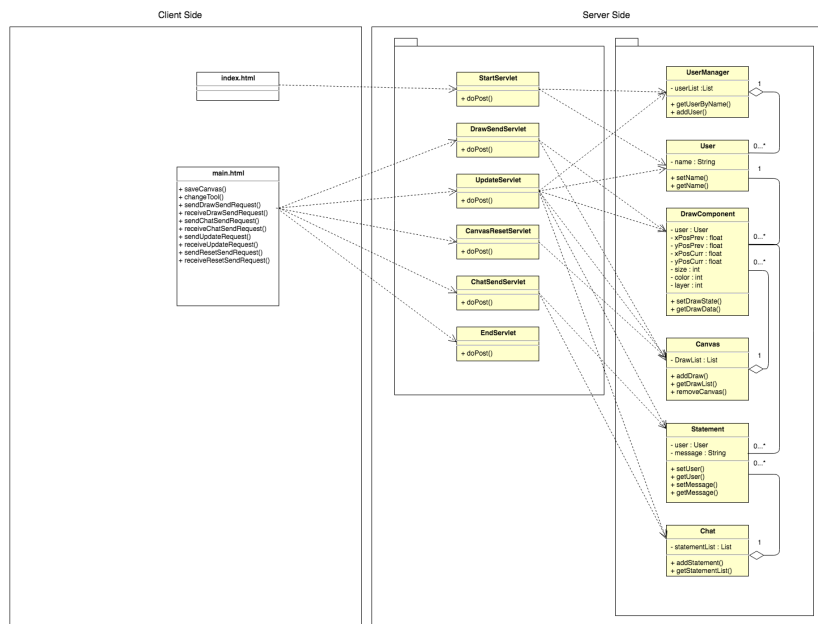 Client Side
Server Side
index.html
main.html
+ saveCanvas()
+ changeTool()
+ sendDrawSendRequest()
+ receiveDrawSendRequest()
+ sendChatSendRequest()
+ receiveChatSendRequest()
+ sendUpdateRequest()
+ receiveUpdateRequest()
+ sendResetSendRequest()
+ receiveResetSendRequest()
StartServlet
+ doPost()
DrawSendServlet
+ doPost()
UpdateServlet
+ doPost()
CanvasResetServlet
+ doPost()
ChatSendServlet
+ doPost()
EndServlet
+ doPost()
UserManager
- userList :List
+ getUserByName()
+ addUser()
1
0...*
User
- name : String
+ setName()
+ getName()
1
DrawComponent
- user : User
- xPosPrev : float
- yPosPrev : float
- xPosCurr : float
- yPosCurr : float
- size : int
- color : int
- layer : int
+ setDrawState()
+ getDrawData()
0...*
0...*
Canvas
- DrawList : List
+ addDraw()
+ getDrawList()
+ removeCanvas()
1
Statement
- user : User
- message : String
+ setUser()
+ getUser()
+ setMessage()
+ getMessage()
0...*
0...*
Chat
- statementList : List
+ addStatement()
+ getStatementList()
1